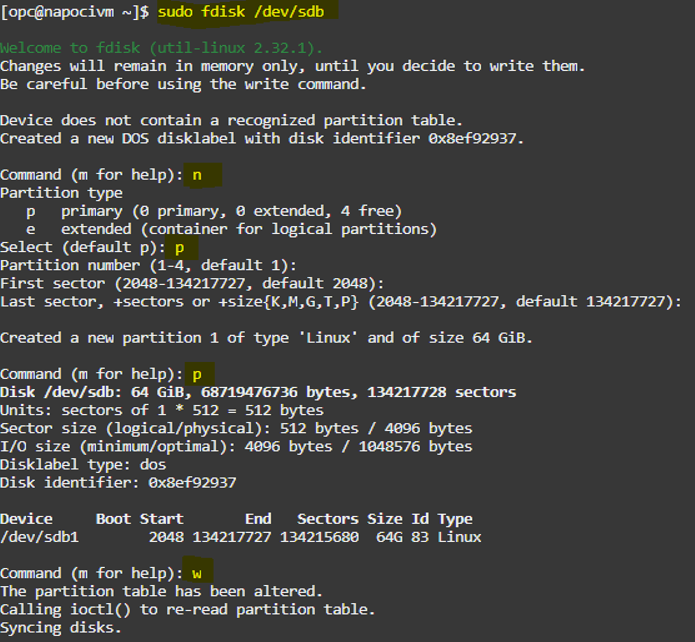 [opc@napocivm ~]$ sudo fdisk /dev/sdb
Welcome to fdisk (util-linux 2.32.1).
Changes will remain in memory only, until you decide to write them.
Be careful before using the write command.
Device does not contain a recognized partition table.
Created a new DOS disklabel with disk identifier 0x8ef92937.
Command (m for help): n
Partition type
   p   primary (0 primary, 0 extended, 4 free)
   e   extended (container for logical partitions)
Select (default p): p
Partition number (1-4, default 1):
First sector (2048-134217727, default 2048):
Last sector, +sectors or +size{K,M,G,T,P} (2048-134217727, default 134217727):
Created a new partition 1 of type 'Linux' and of size 64 GiB.
Command (m for help): p
Disk /dev/sdb: 64 GiB, 68719476736 bytes, 134217728 sectors
Units: sectors of 1 * 512 = 512 bytes
Sector size (logical/physical): 512 bytes / 4096 bytes
I/O size (minimum/optimal): 4096 bytes / 1048576 bytes
Disklabel type: dos
Disk identifier: 0x8ef92937
Device     Boot Start       End   Sectors Size Id Type
/dev/sdb1        2048 134217727 134215680  64G 83 Linux
Command (m for help): w
The partition table has been altered.
Calling ioctl() to re-read partition table.
Syncing disks.